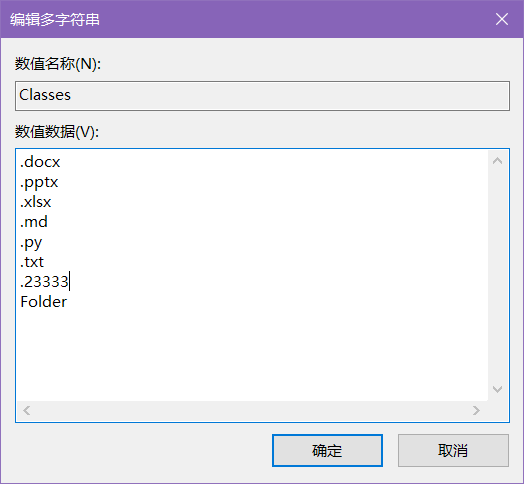 编辑多字符串
数值名称(N):
Classes
数值数据(V):
.docx
.pptx
.xlsx
.md
.py
.txt
.23333
Folder
确定
取消